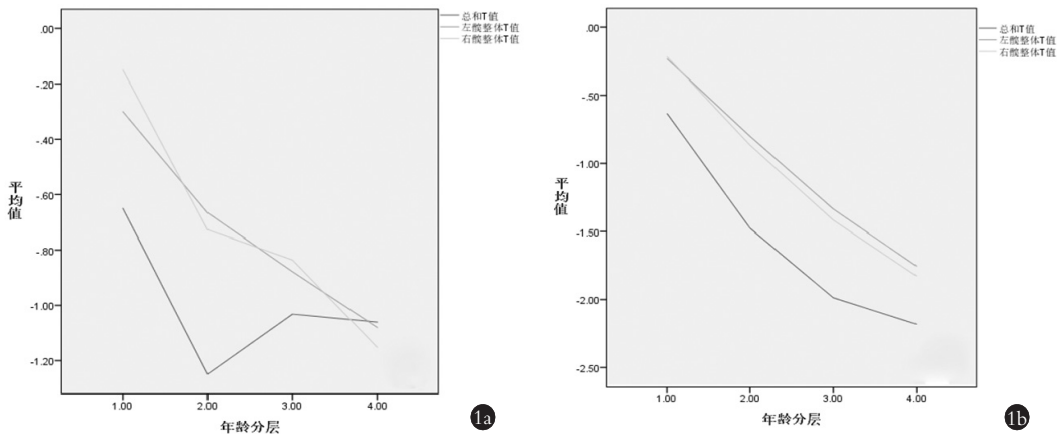 总和T值
左髋整体T值
右髋整体T值
.00
-.20
-.40
-.60
-.80
-1.00
-1.20
平均值
1.00 2.00 3.00 4.00
年龄分层
1a
总和T值
左髋整体T值
右髋整体T值
.00
-.50
-1.00
-1.50
-2.00
-2.50
平均值
1.00 2.00 3.00 4.00
年龄分层
1b